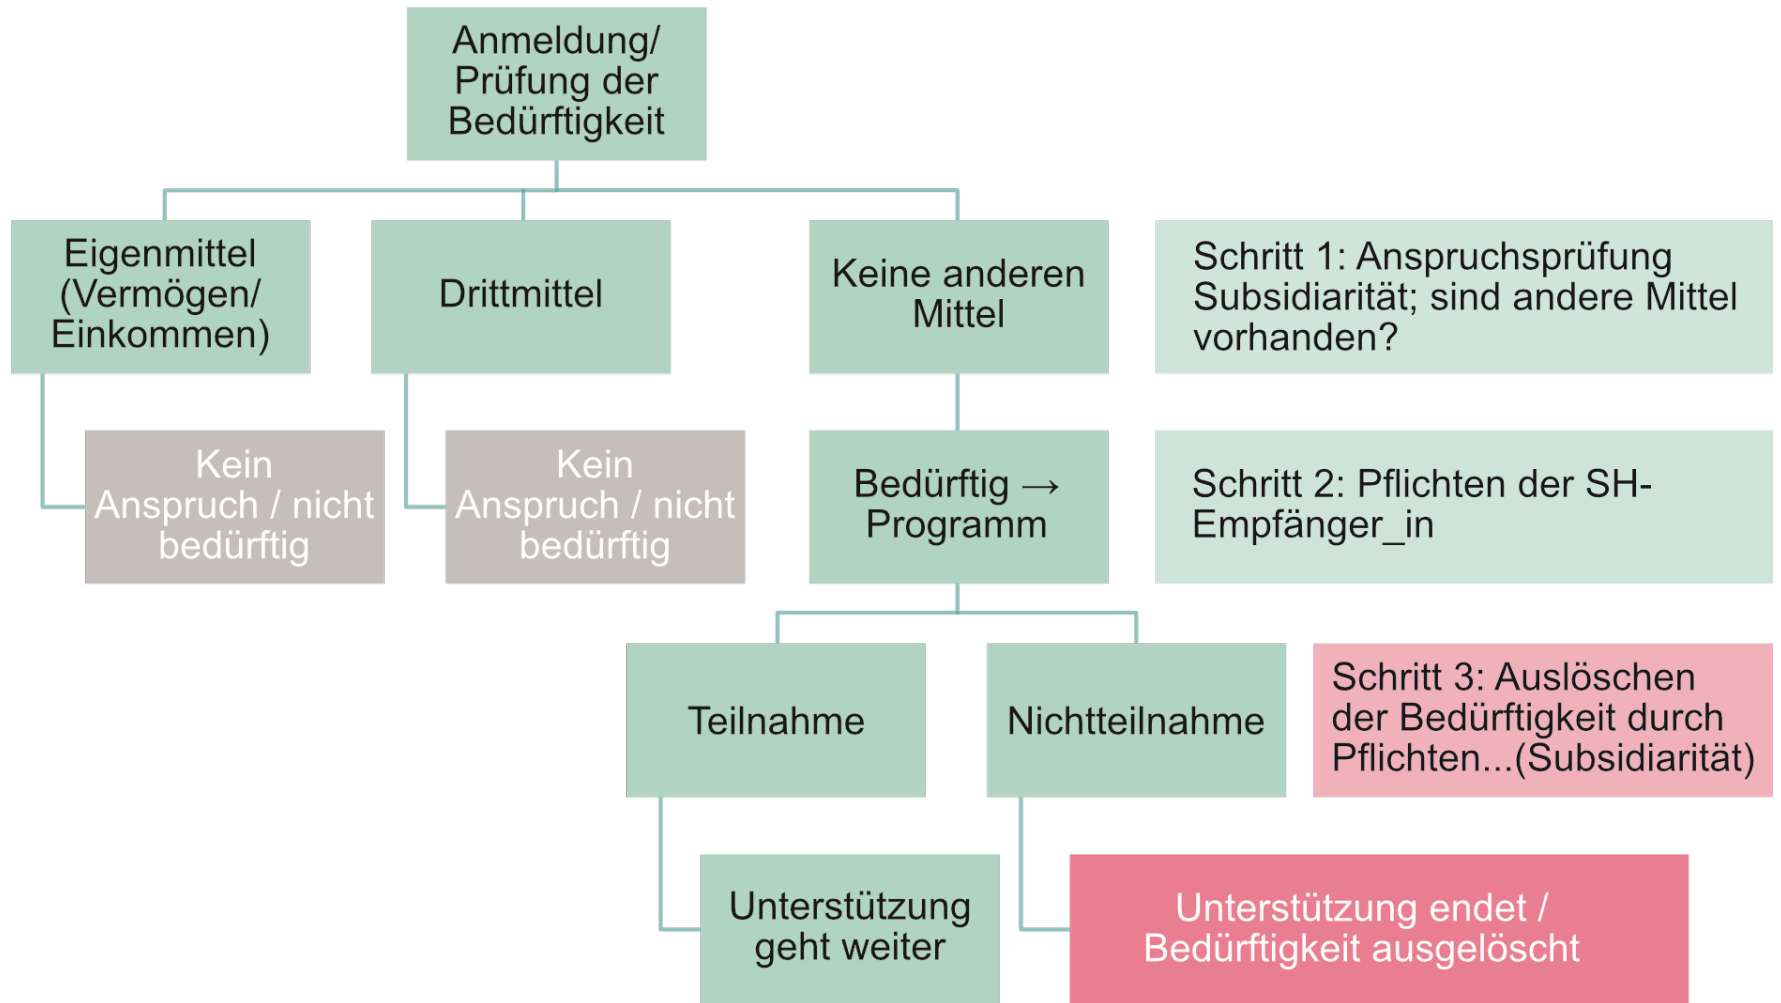 Anmeldung/
Prüfung der
Bedürftigkeit
Eigenmittel
(Vermögen/
Einkommen)
Drittmittel
Keine anderen
Mittel
Schritt 1: Anspruchsprüfung
Subsidiarität; sind andere Mittel
vorhanden?
Kein
Anspruch / nicht
bedürftig
Kein
Anspruch / nicht
bedürftig
Bedürftig →
Programm
Schritt 2: Pflichten der SH-
Empfänger_in
Teilnahme
Nichtteilnahme
Schritt 3: Auslöschen
der Bedürftigkeit durch
Pflichten...(Subsidiarität)
Unterstützung
geht weiter
Unterstützung endet /
Bedürftigkeit ausgelöscht